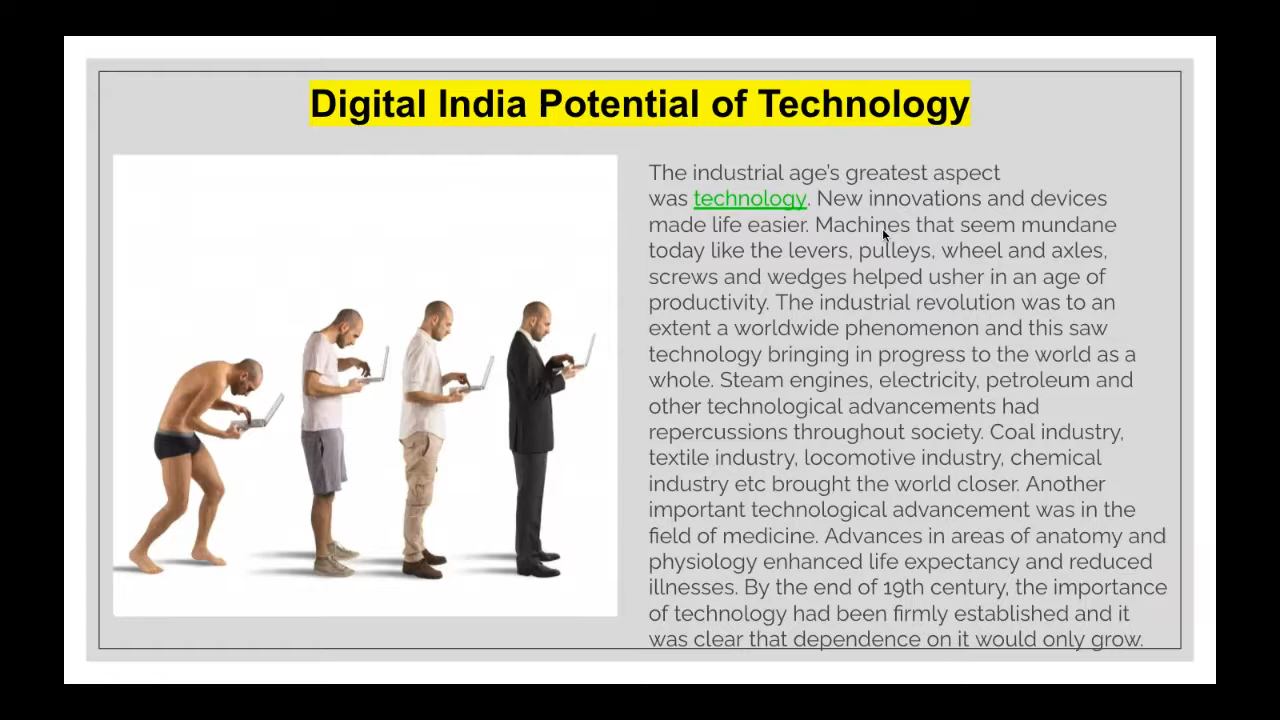 Digital India Potential of Technology
The industrial age’s greatest aspect
was technology. New innovations and devices
made life easier. Machines that seem mundane
today like the levers, pulleys, wheel and axles,
screws and wedges helped usher in an age of
productivity. The industrial revolution was to an
extent a worldwide phenomenon and this saw
technology bringing in progress to the world as a
whole. Steam engines, electricity, petroleum and
other technological advancements had
repercussions throughout society. Coal industry,
textile industry, locomotive industry, chemical
industry etc brought the world closer. Another
important technological advancement was in the
field of medicine. Advances in areas of anatomy and
physiology enhanced life expectancy and reduced
illnesses. By the end of 19th century, the importance
of technology had been firmly established and it
was clear that dependence on it would only grow.